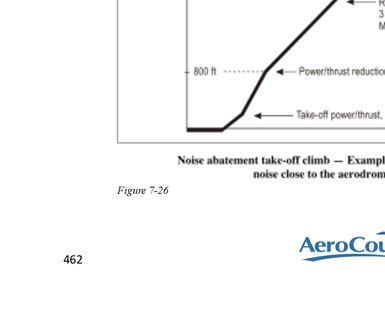 3
M
800 ft
Power/thrust reduction
Take-off power/thrust,
Noise abatement take-off climb — Exampl
noise close to the aerodrom
Figure 7-26
462
AeroCou